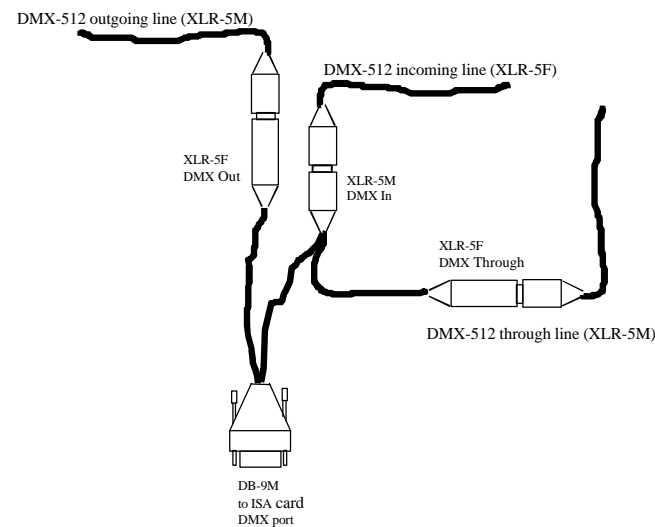 DMX-512 outgoing line (XLR-5M)
DMX-512 incoming line (XLR-5F)
XLR-5F
DMX Out
XLR-5M
DMX In
XLR-5F
DMX Through
DMX-512 through line (XLR-5M)
DB-9M
to ISA card
DMX port